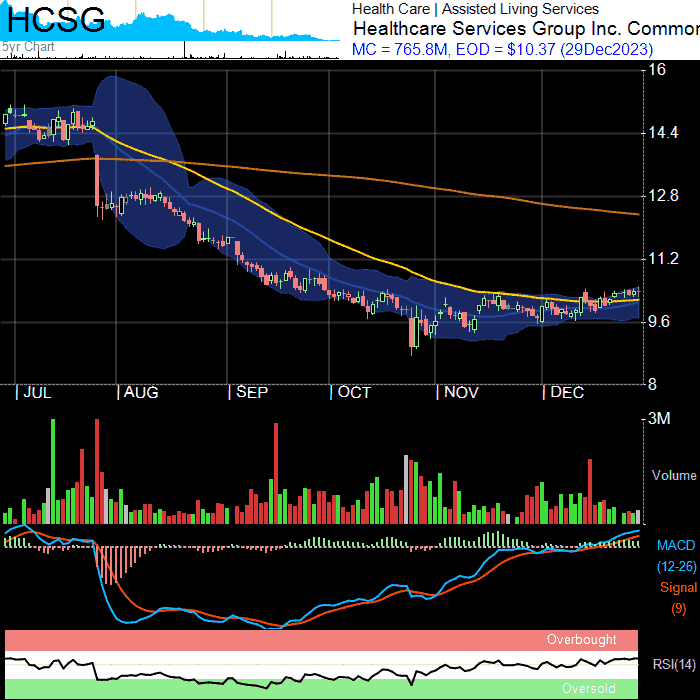 HCSG
Health Care | Assisted Living Services
Healthcare Services Group Inc. Common
5yr Chart
MC = 765.8M, EOD = $10.37 (29Dec2023)
16
14.4
12.8
11.2
9.6
8
| JUL | AUG | SEP | OCT | NOV | DEC
3M
Volume
MACD
(12-26)
Signal
(9)
Overbought
RSI(14)
Oversold